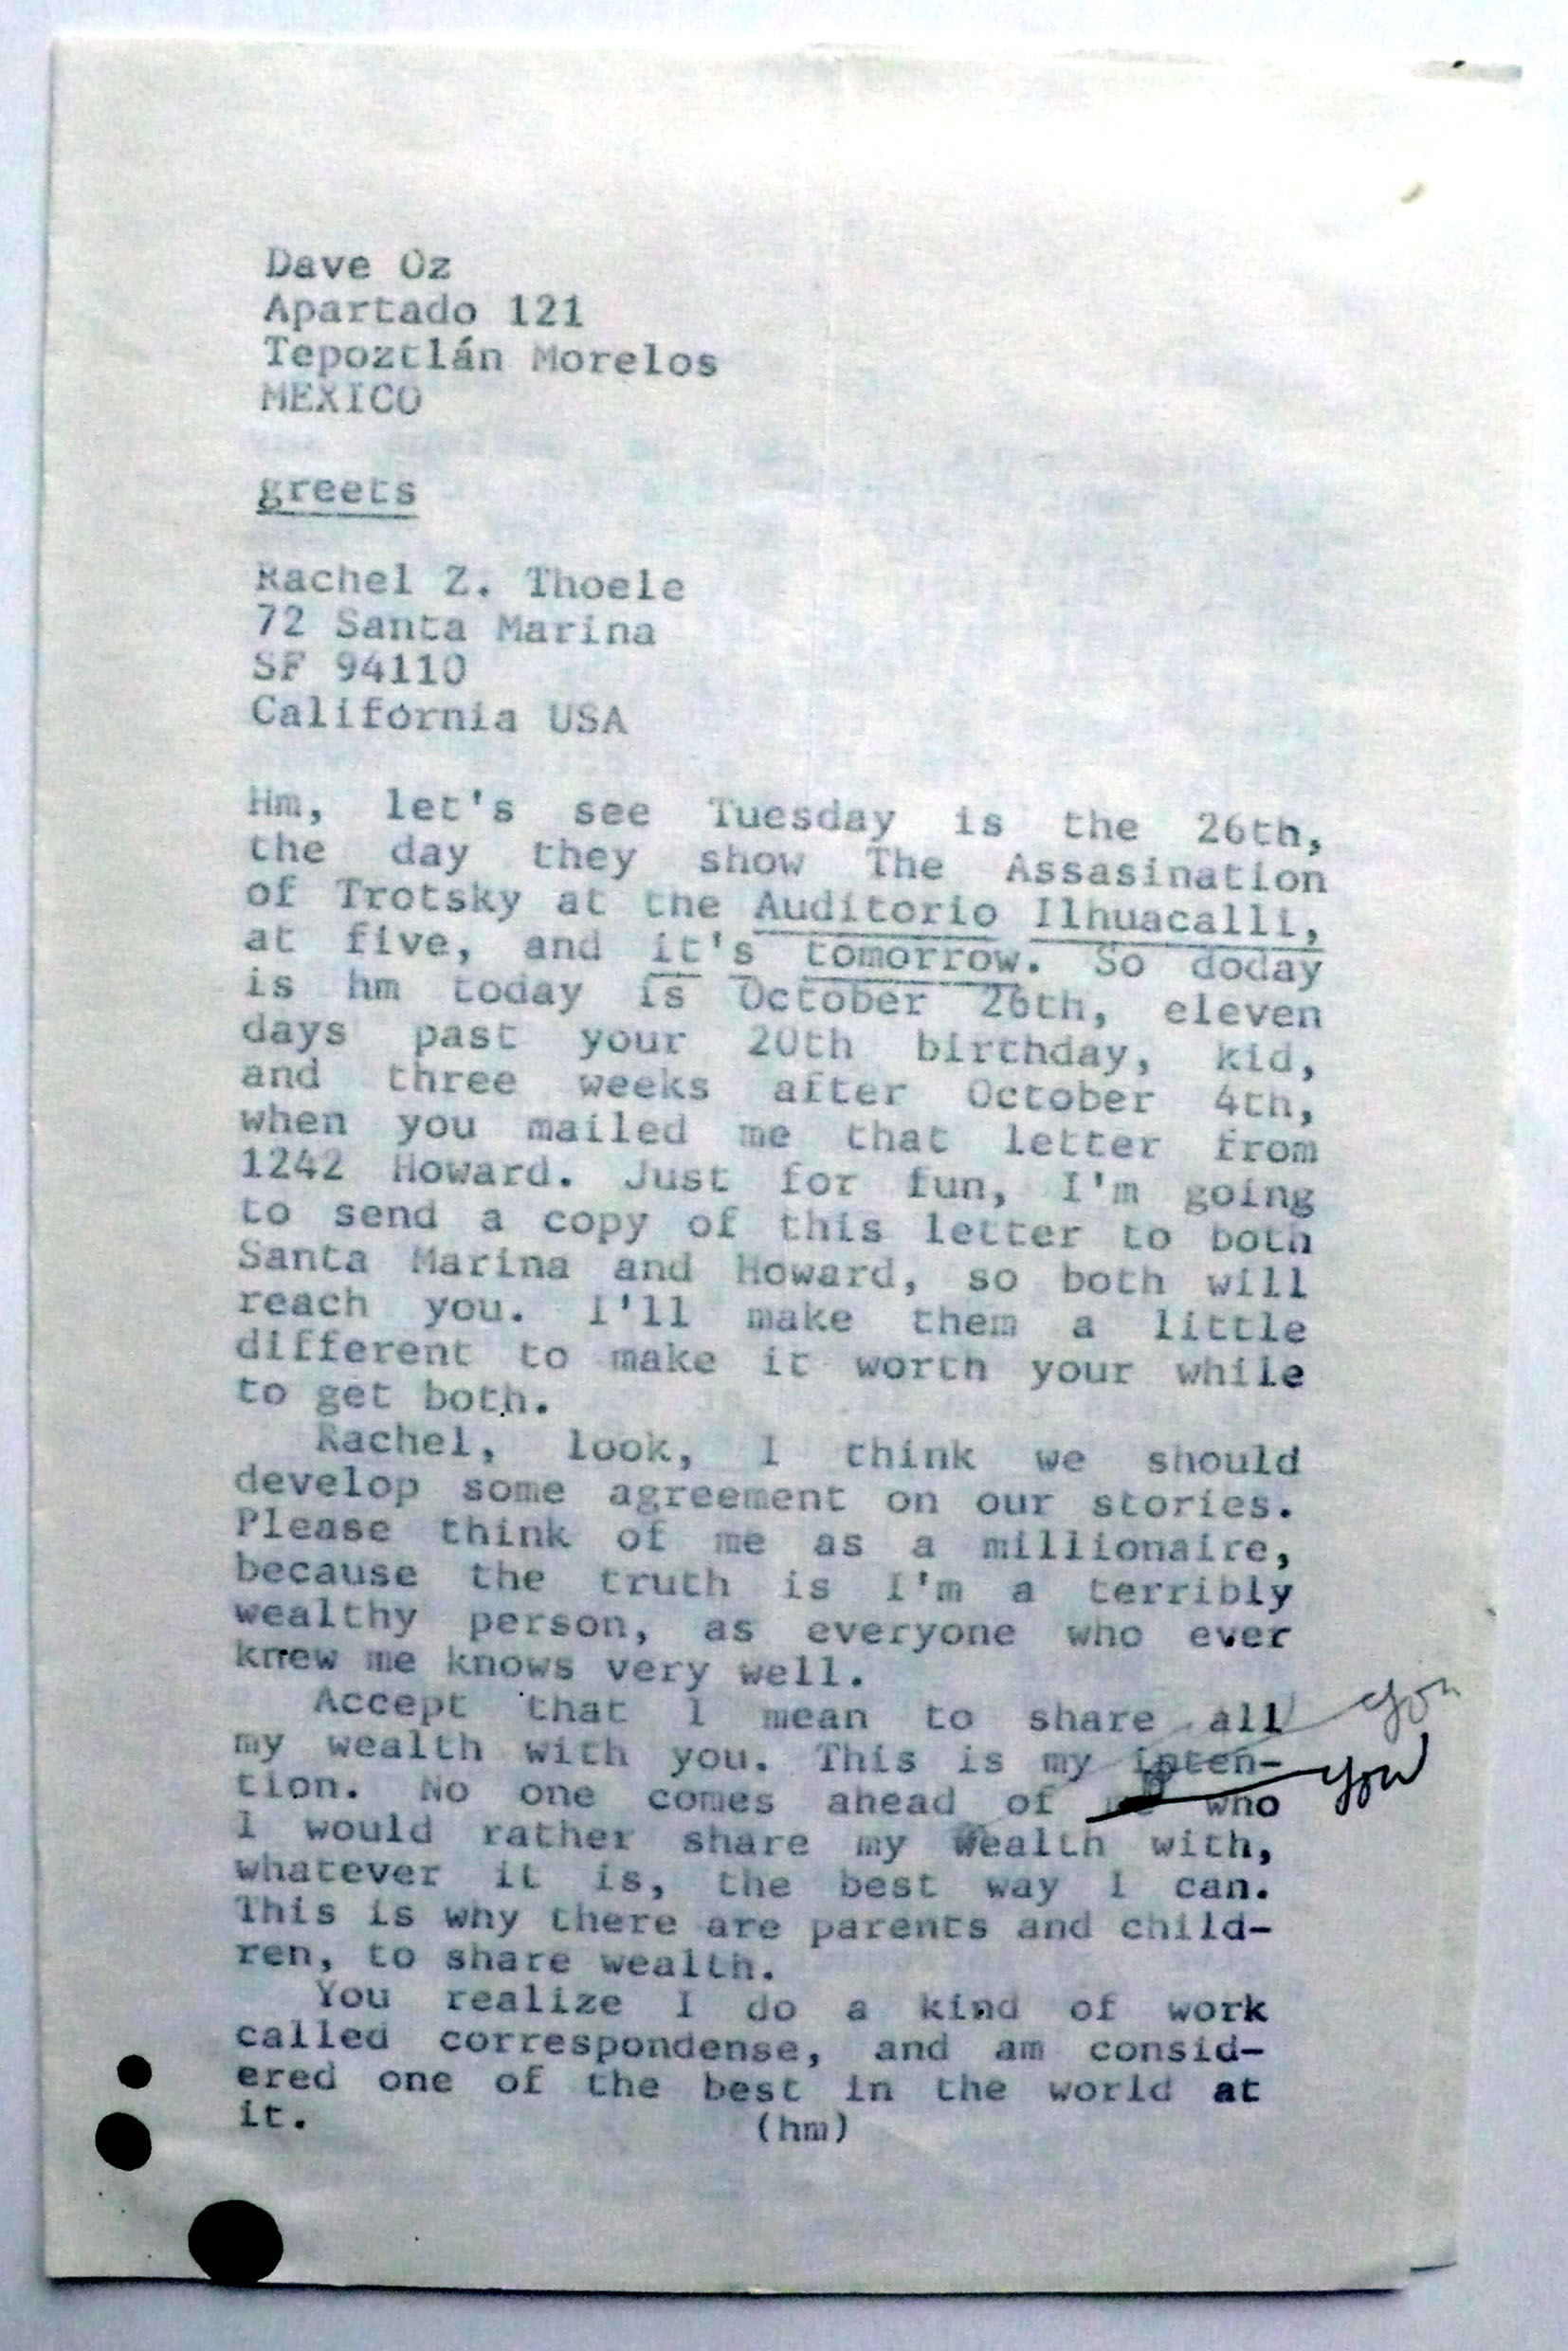 Dave Oz
Apartado 121
Tepoztlán Morelos
MEXICO
greets
Rachel Z. Thoele
72 Santa Marina
SF 94110
California USA
Hm, let's see Tuesday is the 26th,
the day they show The Assasination
of Trotsky at the Auditorio Ilhuacalli,
at five, and it's tomorrow. So doday
is hm today is October 26th, eleven
days past your 20th birthday, kid,
and three weeks after October 4th,
when you mailed me that letter from
1242 Howard. Just for fun, I'm going
to send a copy of this letter to both
Santa Marina and Howard, so both will
reach you. I'll make them a little
different to make it worth your while
to get both.
Rachel, look, I think we should
develop some agreement on our stories.
Please think of me as a millionaire,
because the truth is I'm a terribly
wealthy person, as everyone who ever
knew me knows very well.
Accept that I mean to share all you
my wealth with you. This is my inten-
tion. No one comes ahead of who you
I would rather share my wealth with,
whatever it is, the best way I can.
This is why there are parents and child-
ren, to share wealth.
You realize I do a kind of work
called correspondense, and am consid-
ered one of the best in the world at
it. (hm)